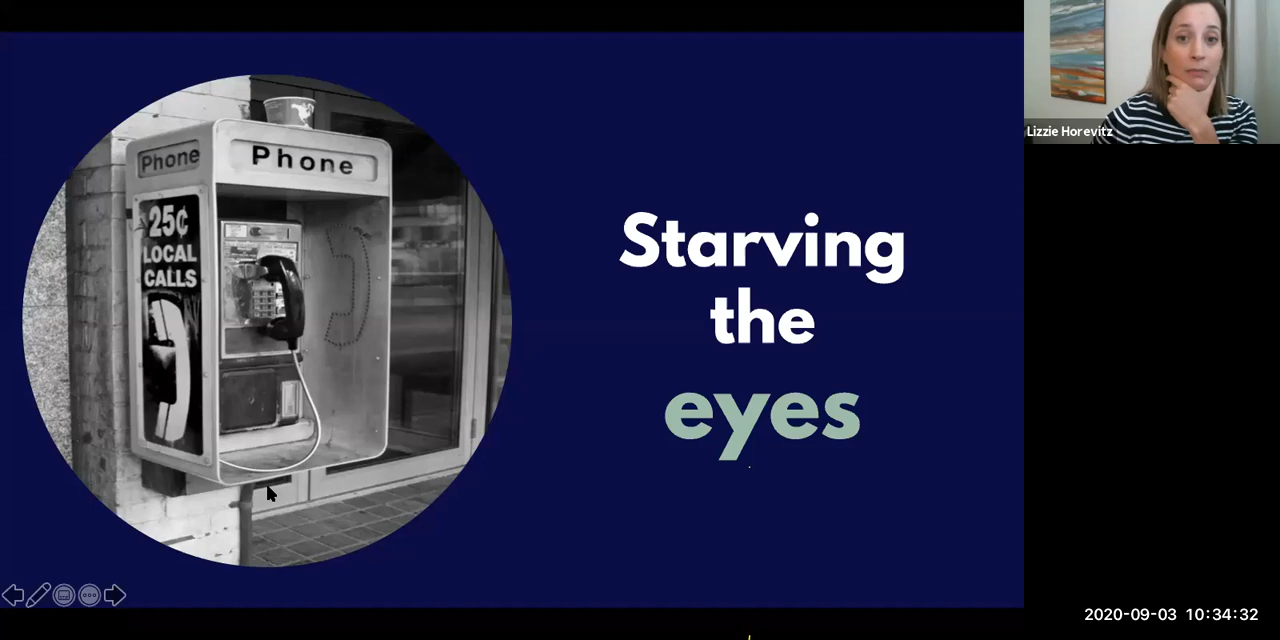 Phone
Phone
25¢
LOCAL
CALLS
Starving
the
eyes
Lizzie Horevitz
2020-09-03 10:34:32